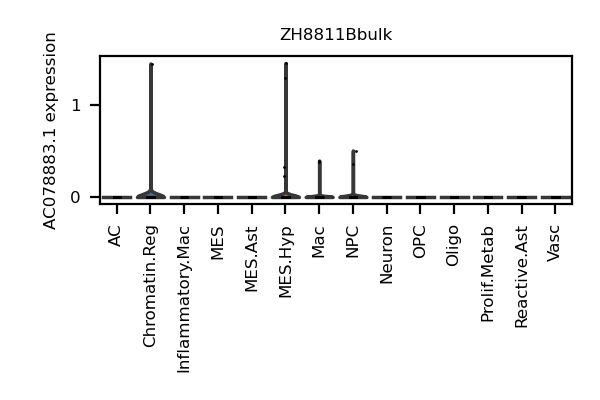 ZH8811Bbulk
AC078883.1 expression
1
0
AC
Chromatin.Reg
Inflammatory.Mac
MES
MES.Ast
MES.Hyp
Mac
NPC
Neuron
OPC
Oligo
Prolif.Metab
Reactive.Ast
Vasc